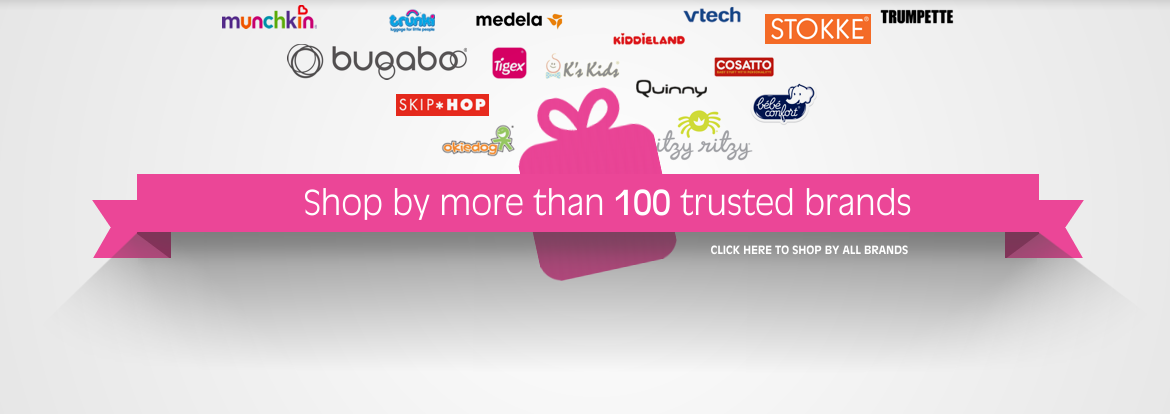 munchkin
trunki
luggage for little people
medela
vtech
STOKKE
TRUMPETTE
KiDDiELAND
bugaboo
Tigex
K's Kids
COSATTO
Quinny
SKIP*HOP
bébé
confort
okiedog
itzy ritzy
Shop by more than 100 trusted brands
CLICK HERE TO SHOP BY ALL BRANDS